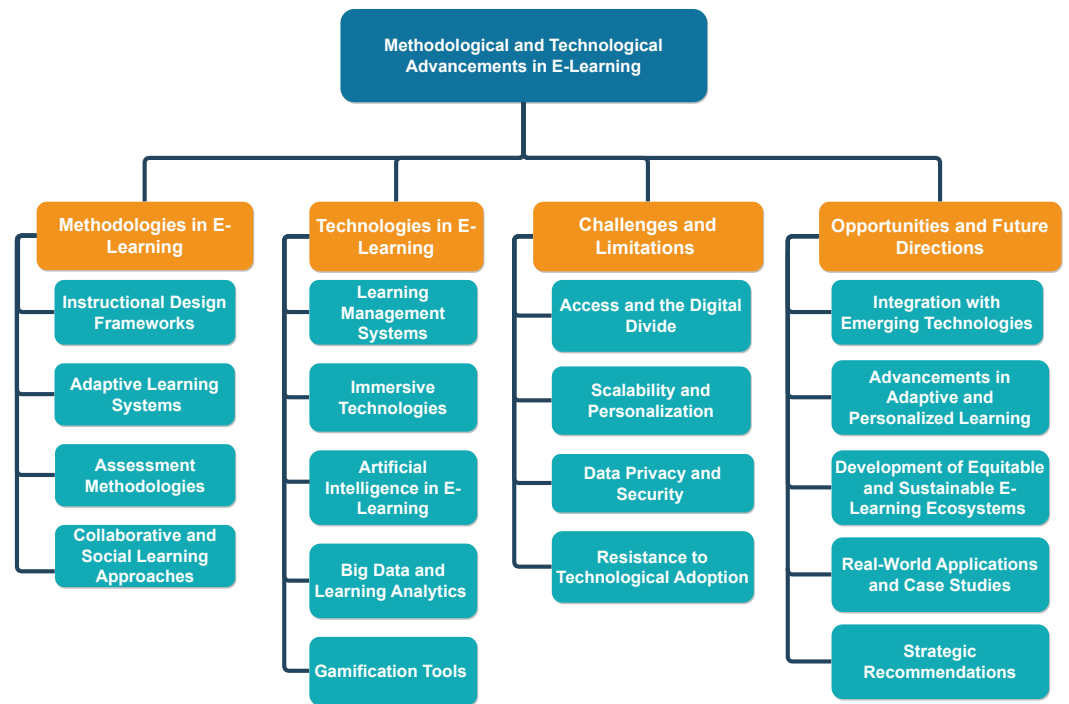 Methodological and Technological
Advancements in E-Learning
Methodologies in E-
Learning
Instructional Design
Frameworks
Adaptive Learning
Systems
Assessment
Methodologies
Collaborative and
Social Learning
Approaches
Technologies in E-
Learning
Learning
Management
Systems
Immersive
Technologies
Artificial
Intelligence in E-
Learning
Big Data and
Learning Analytics
Gamification Tools
Challenges and
Limitations
Access and the Digital
Divide
Scalability and
Personalization
Data Privacy and
Security
Resistance to
Technological Adoption
Opportunities and Future
Directions
Integration with
Emerging Technologies
Advancements in
Adaptive and
Personalized Learning
Development of Equitable
and Sustainable E-
Learning Ecosystems
Real-World Applications
and Case Studies
Strategic
Recommendations